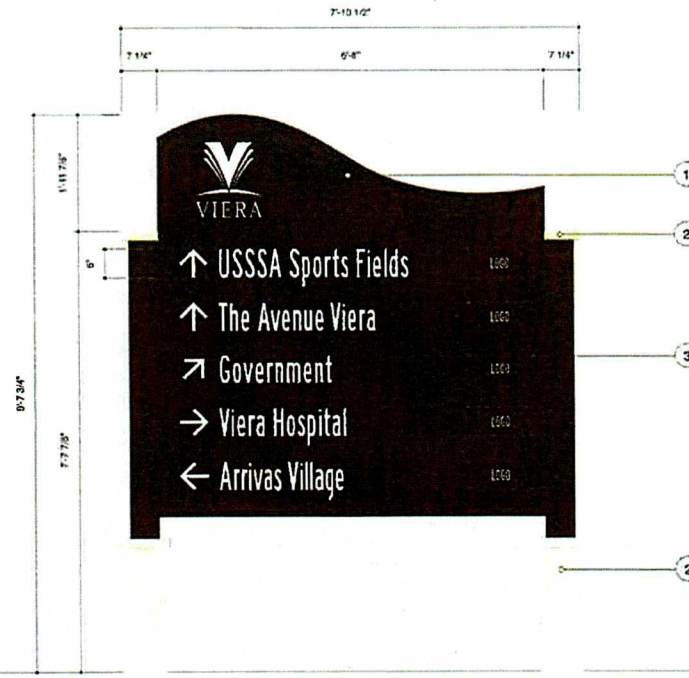 7'-10 1/2"
7 1/4" 6'-8" 7 1/4"
1
1'-11 7/8"
VIERA
2
6"
↑ USSSA Sports Fields LOGO
↑ The Avenue Viera LOGO
3
↗ Government LOGO
9'-7 3/4"
→ Viera Hospital LOGO
7'-7 7/8"
← Arrivas Village LOGO
2